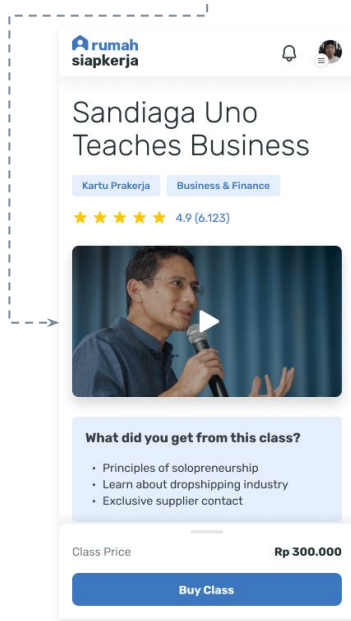 rumah
siapkerja
Sandiaga Uno
Teaches Business
Kartu Prakerja Business & Finance
4.9 (6.123)
What did you get from this class?
• Principles of solopreneurship
• Learn about dropshipping industry
• Exclusive supplier contact
Class Price Rp 300.000
Buy Class